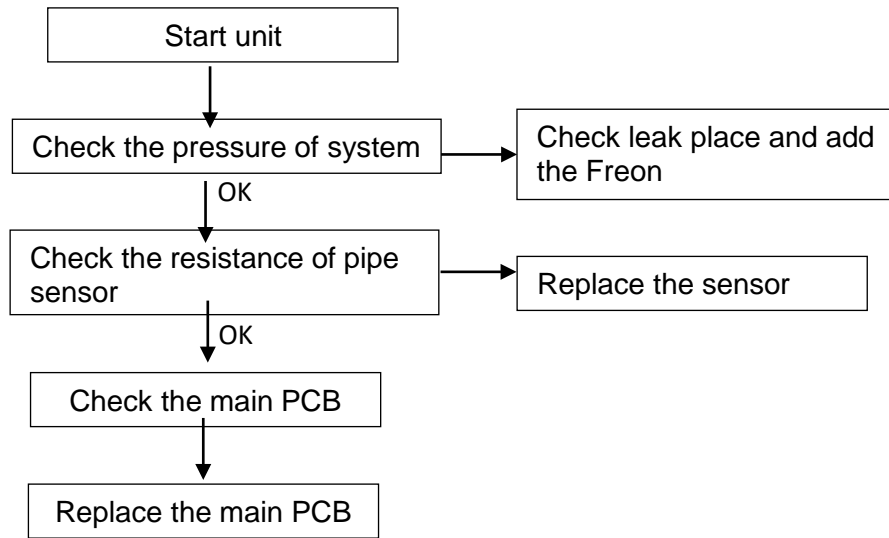 Start unit
Check the pressure of system
Check leak place and add
the Freon
OK
Check the resistance of pipe
sensor
Replace the sensor
OK
Check the main PCB
Replace the main PCB